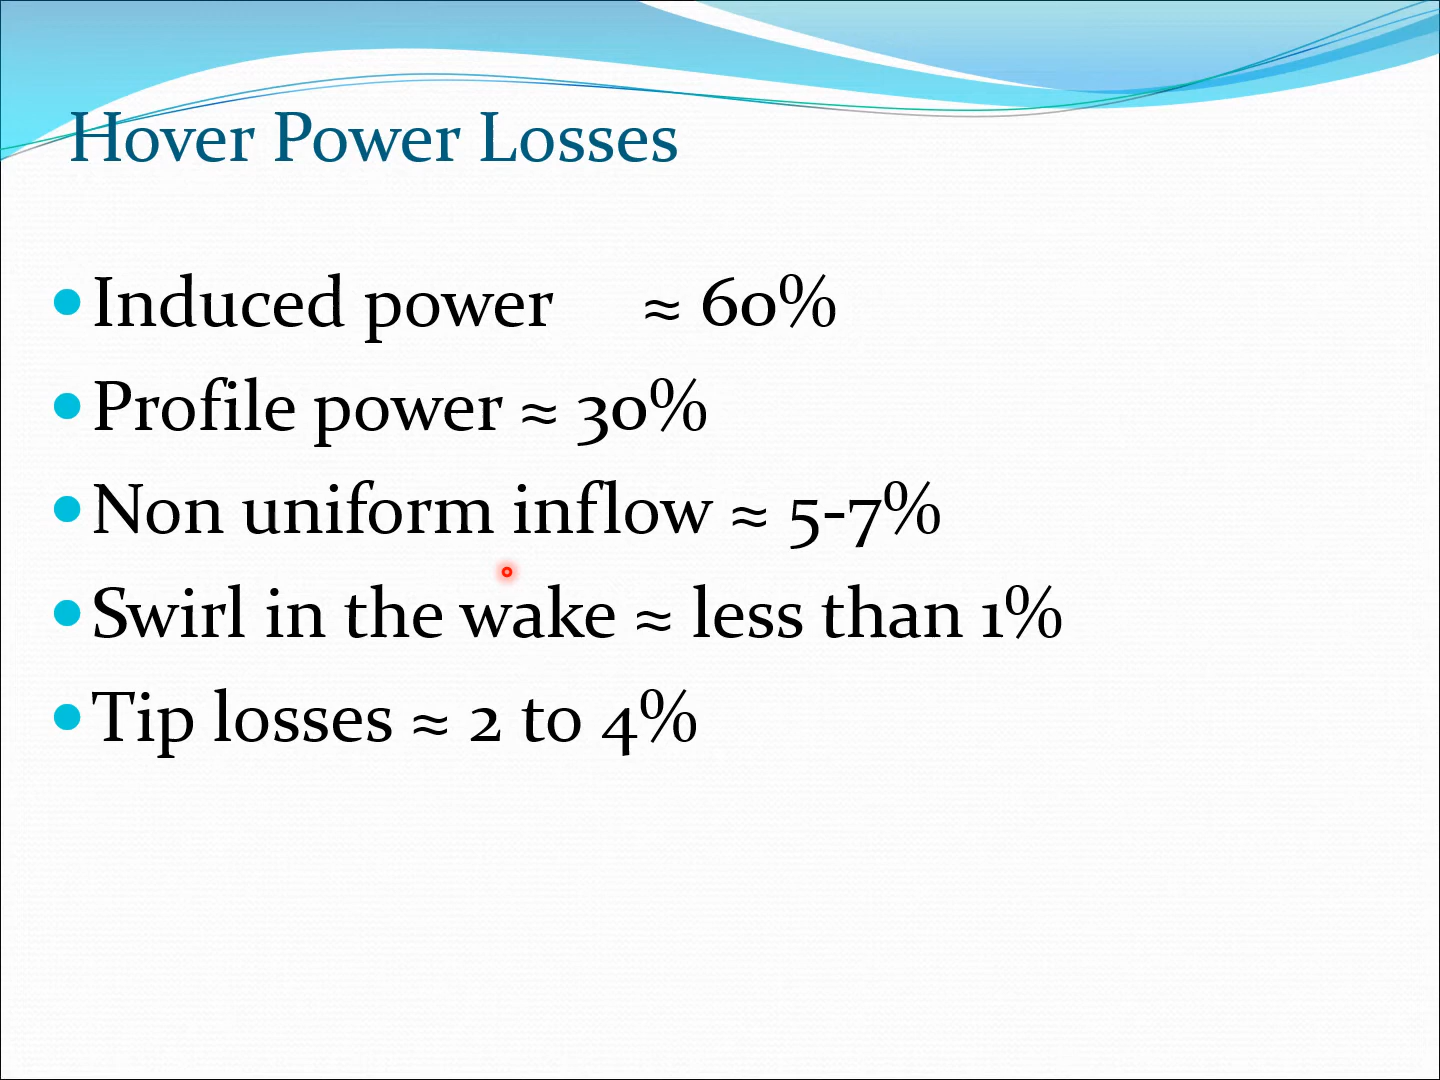 Hover Power Losses
Induced power ≈ 60%
Profile power ≈ 30%
Non uniform inflow ≈ 5-7%
Swirl in the wake ≈ less than 1%
Tip losses ≈ 2 to 4%